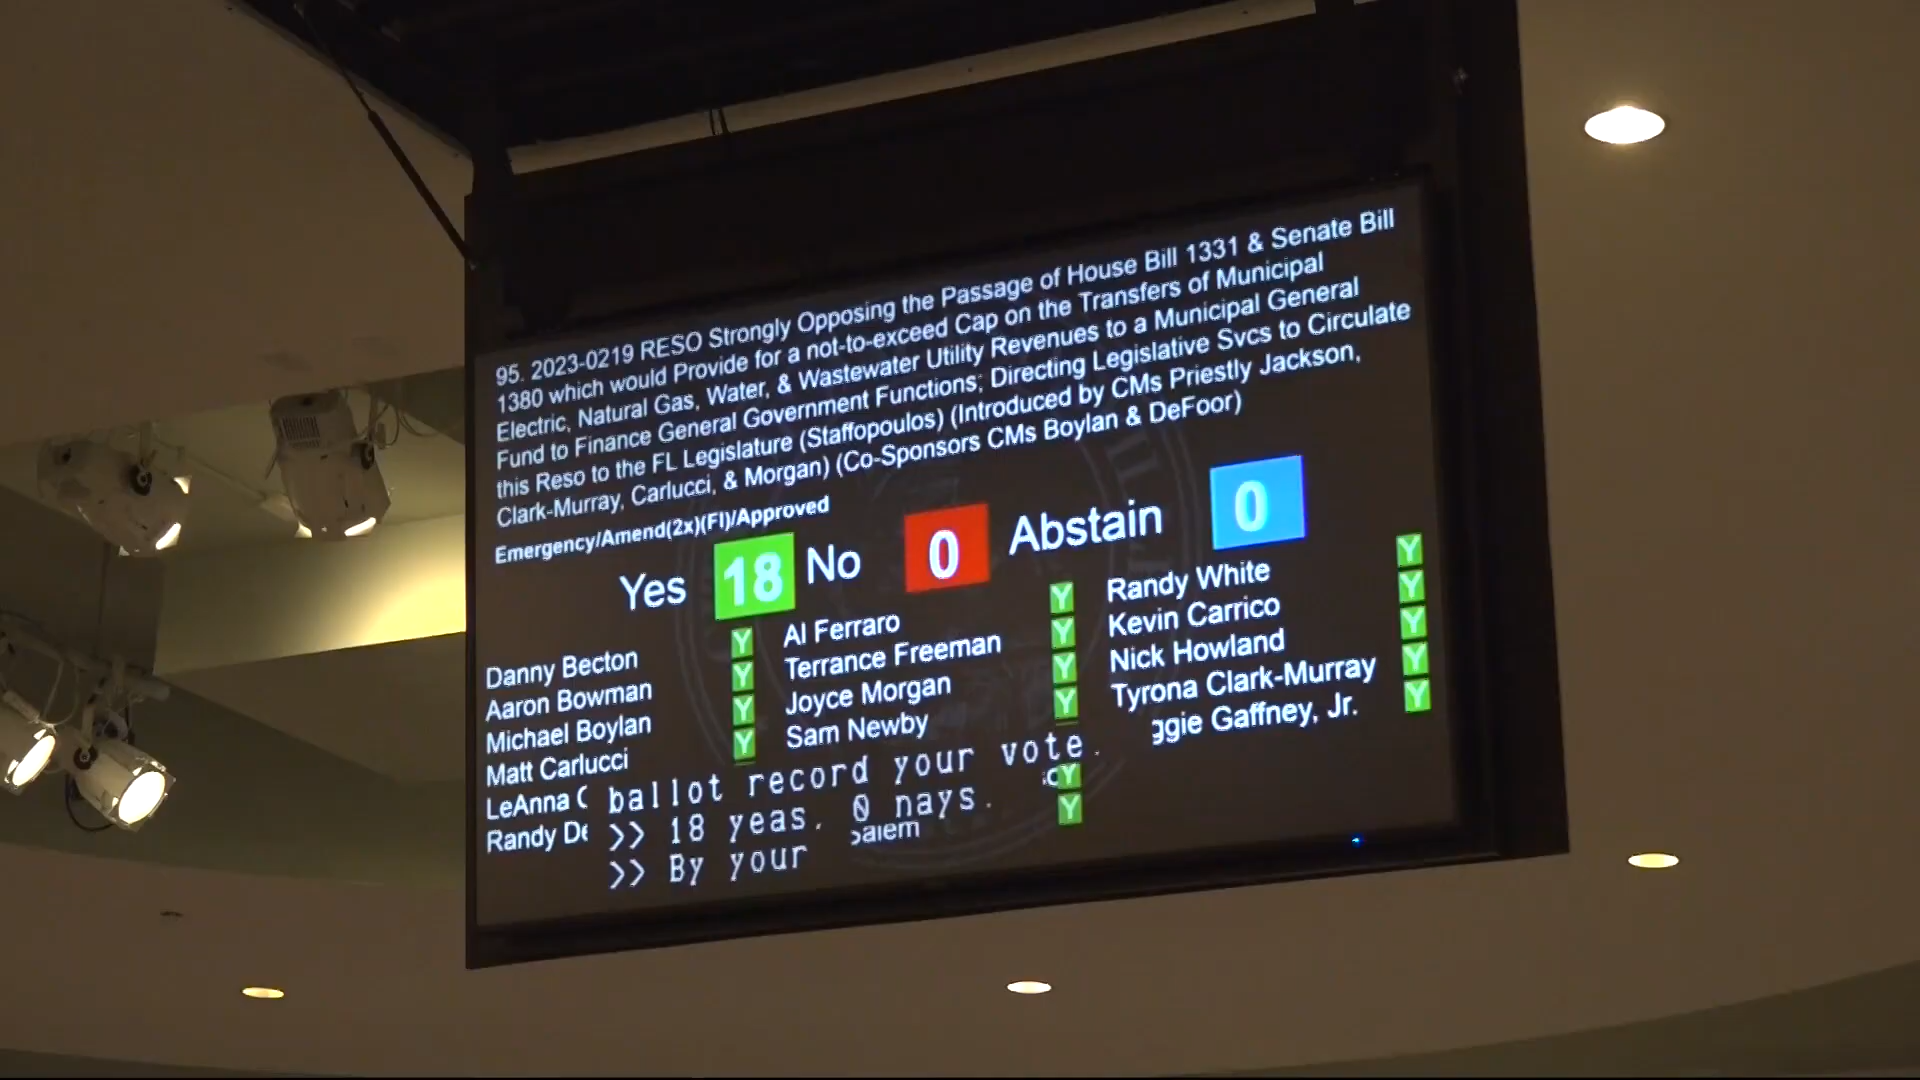 95. 2023-0219 RESO Strongly Opposing the Passage of House Bill 1331 & Senate Bill
1380 which would Provide for a not-to-exceed Cap on the Transfers of Municipal
Electric, Natural Gas, Water, & Wastewater Utility Revenues to a Municipal General
Fund to Finance General Government Functions; Directing Legislative Svcs to Circulate
this Reso to the FL Legislature (Staffopoulos) (Introduced by CMs Priestly Jackson,
Clark-Murray, Carlucci, & Morgan) (Co-Sponsors CMs Boylan & DeFoor)
Emergency/Amend(2x)(FI)/Approved
Yes 18 No 0 Abstain 0
Danny Becton Y
Aaron Bowman Y
Michael Boylan Y
Matt Carlucci Y
LeAnna
Randy
Al Ferraro Y
Terrance Freeman Y
Joyce Morgan Y
Sam Newby Y
Y
Y
Randy White Y
Kevin Carrico Y
Nick Howland Y
Tyrona Clark-Murray Y
Gaffney, Jr. Y
ballot record your vote.
>> 18 yeas. 0 nays.
>> By your